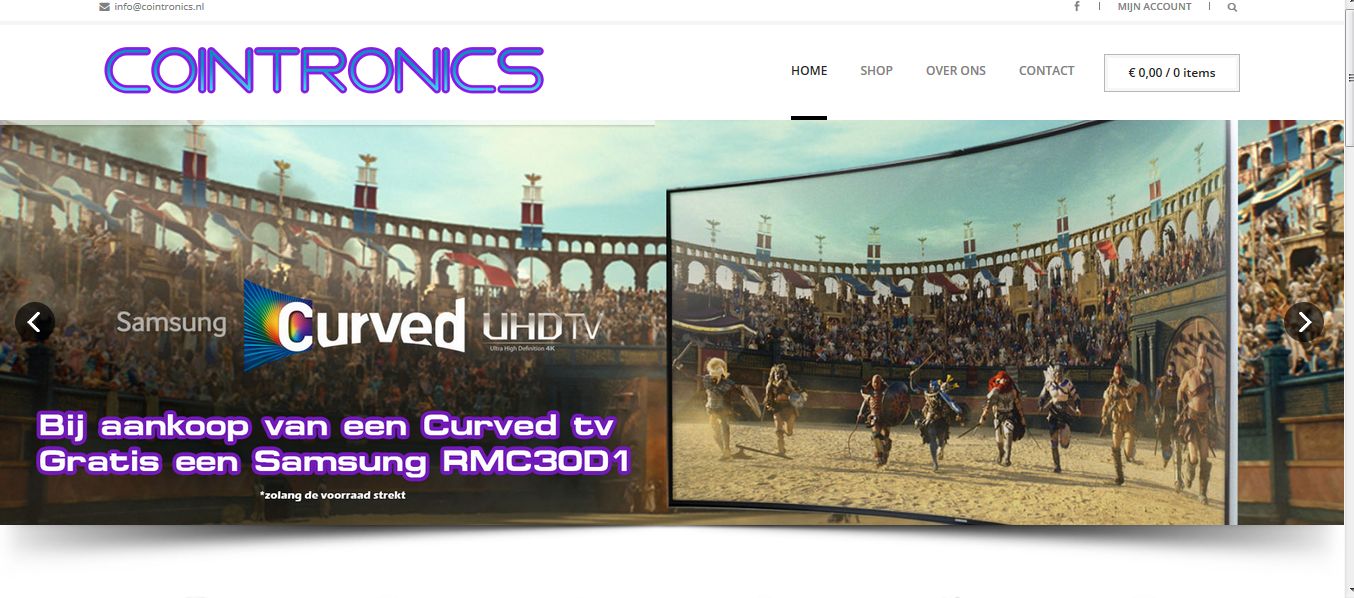 info@cointronics.nl
MIJN ACCOUNT
COINTRONICS
HOME SHOP OVER ONS CONTACT
€ 0,00 / 0 items
Samsung Curved UHDTV
Ultra High Definition 4K
Bij aankoop van een Curved tv
Gratis een Samsung RMC30D1
*zolang de voorraad strekt